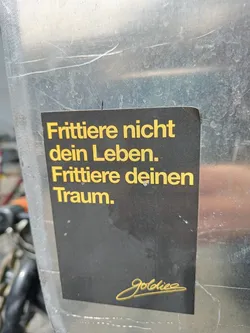 Frittiere nicht
dein Leben.
Frittiere deinen
Traum.
goldies